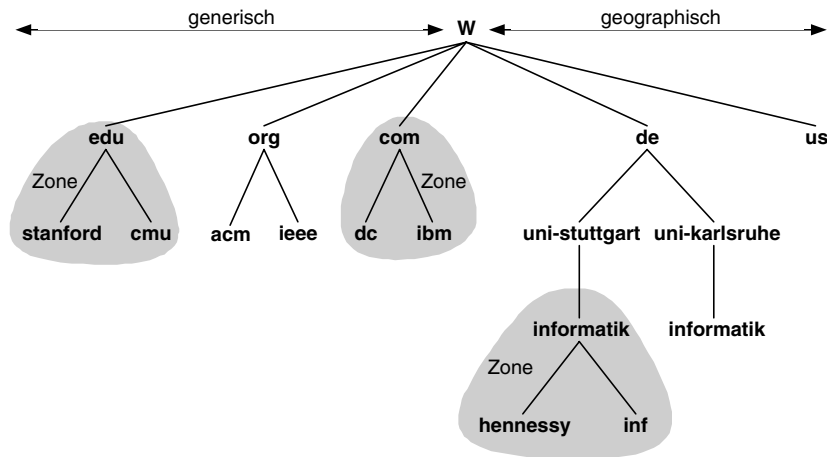 generisch W geographisch
edu org com de us
Zone Zone
stanford cmu acm ieee dc ibm uni-stuttgart uni-karlsruhe
informatik informatik
Zone
hennessy inf